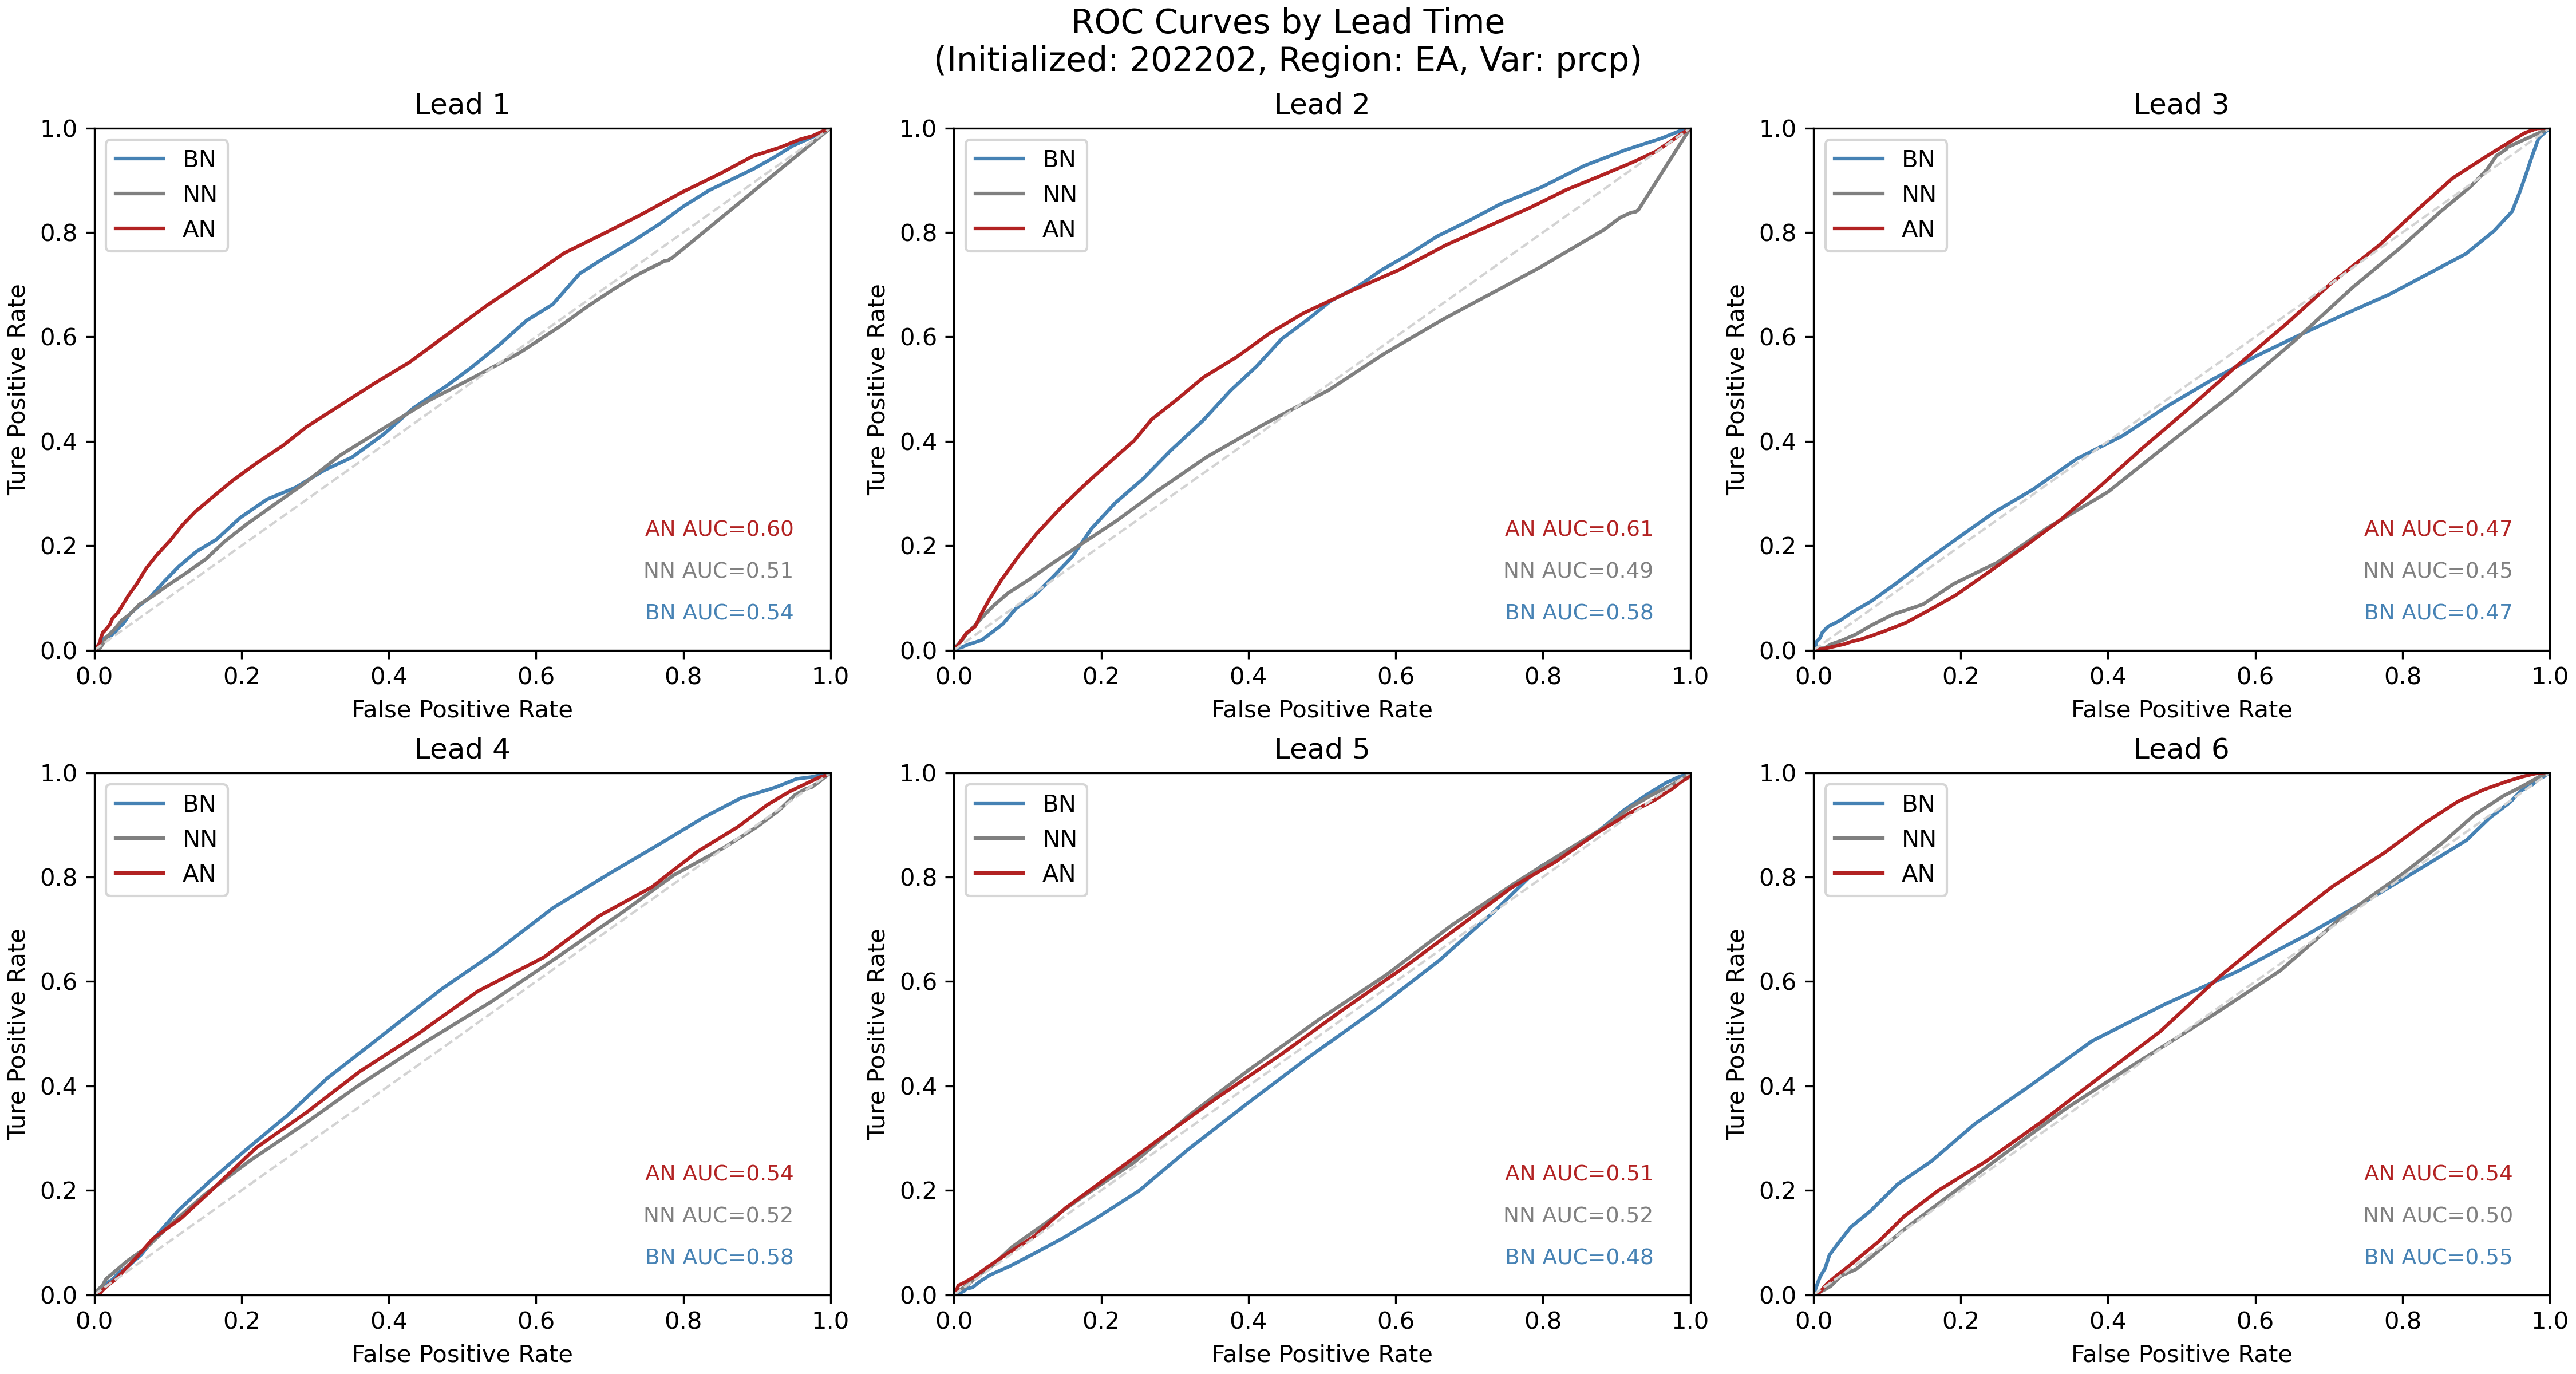 ROC Curves by Lead Time
(Initialized: 202202, Region: EA, Var: prcp)
Lead 1
1.0
0.8
0.6
0.4
0.2
0.0
Ture Positive Rate
BN
NN
AN
AN AUC=0.60
NN AUC=0.51
BN AUC=0.54
0.0 0.2 0.4 0.6 0.8 1.0
False Positive Rate
Lead 2
1.0
0.8
0.6
0.4
0.2
0.0
Ture Positive Rate
BN
NN
AN
AN AUC=0.61
NN AUC=0.49
BN AUC=0.58
0.0 0.2 0.4 0.6 0.8 1.0
False Positive Rate
Lead 3
1.0
0.8
0.6
0.4
0.2
0.0
Ture Positive Rate
BN
NN
AN
AN AUC=0.47
NN AUC=0.45
BN AUC=0.47
0.0 0.2 0.4 0.6 0.8 1.0
False Positive Rate
Lead 4
1.0
0.8
0.6
0.4
0.2
0.0
Ture Positive Rate
BN
NN
AN
AN AUC=0.54
NN AUC=0.52
BN AUC=0.58
0.0 0.2 0.4 0.6 0.8 1.0
False Positive Rate
Lead 5
1.0
0.8
0.6
0.4
0.2
0.0
Ture Positive Rate
BN
NN
AN
AN AUC=0.51
NN AUC=0.52
BN AUC=0.48
0.0 0.2 0.4 0.6 0.8 1.0
False Positive Rate
Lead 6
1.0
0.8
0.6
0.4
0.2
0.0
Ture Positive Rate
BN
NN
AN
AN AUC=0.54
NN AUC=0.50
BN AUC=0.55
0.0 0.2 0.4 0.6 0.8 1.0
False Positive Rate